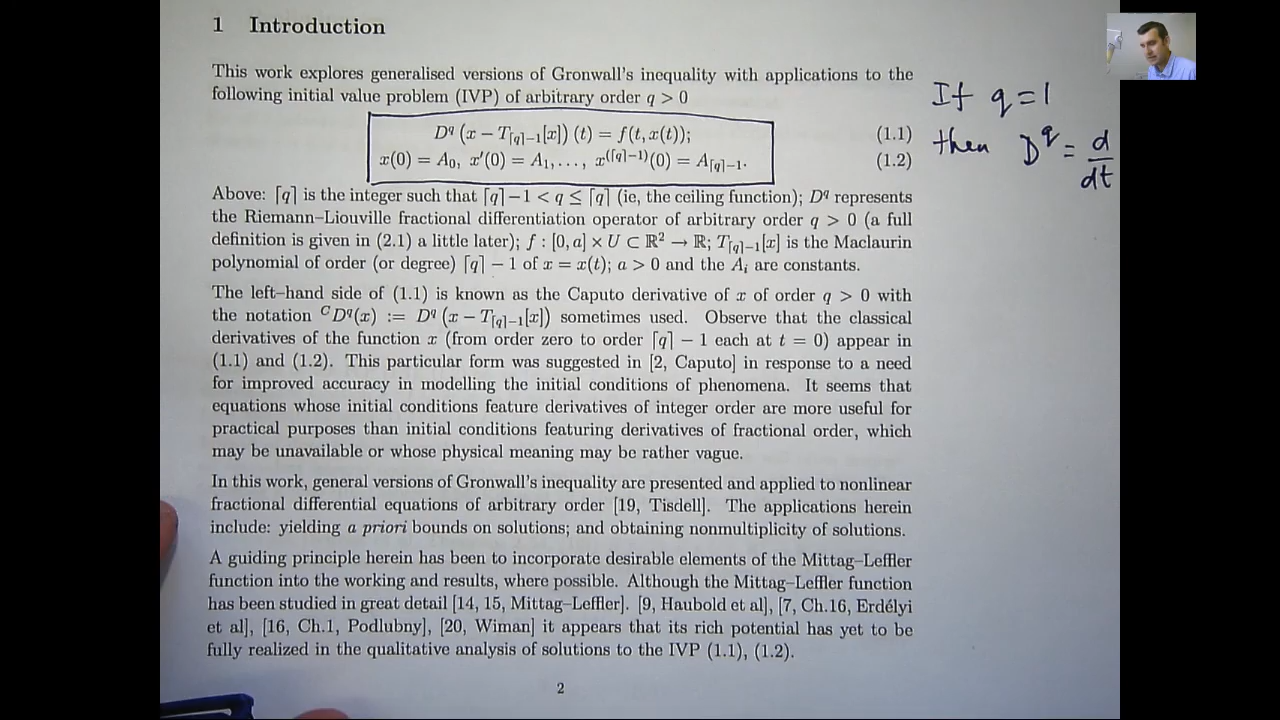 1 Introduction
This work explores generalised versions of Gronwall's inequality with applications to the
following initial value problem (IVP) of arbitrary order q > 0
D^q (x − T_{⌈q⌉−1}[x]) (t) = f(t, x(t)); (1.1)
x(0) = A_0, x′(0) = A_1, . . . , x^{(⌈q⌉−1)}(0) = A_{⌈q⌉−1}. (1.2)
Above: ⌈q⌉ is the integer such that ⌈q⌉ − 1 < q ≤ ⌈q⌉ (ie, the ceiling function); D^q represents
the Riemann–Liouville fractional differentiation operator of arbitrary order q > 0 (a full
definition is given in (2.1) a little later); f : [0, a] × U ⊂ ℝ² → ℝ; T_{⌈q⌉−1}[x] is the Maclaurin
polynomial of order (or degree) ⌈q⌉ − 1 of x = x(t); a > 0 and the A_i are constants.
The left–hand side of (1.1) is known as the Caputo derivative of x of order q > 0 with
the notation ^C D^q(x) := D^q (x − T_{⌈q⌉−1}[x]) sometimes used. Observe that the classical
derivatives of the function x (from order zero to order ⌈q⌉ − 1 each at t = 0) appear in
(1.1) and (1.2). This particular form was suggested in [2, Caputo] in response to a need
for improved accuracy in modelling the initial conditions of phenomena. It seems that
equations whose initial conditions feature derivatives of integer order are more useful for
practical purposes than initial conditions featuring derivatives of fractional order, which
may be unavailable or whose physical meaning may be rather vague.
In this work, general versions of Gronwall's inequality are presented and applied to nonlinear
fractional differential equations of arbitrary order [19, Tisdell]. The applications herein
include: yielding a priori bounds on solutions; and obtaining nonmultiplicity of solutions.
A guiding principle herein has been to incorporate desirable elements of the Mittag–Leffler
function into the working and results, where possible. Although the Mittag–Leffler function
has been studied in great detail [14, 15, Mittag–Leffler]. [9, Haubold et al], [7, Ch.16, Erdélyi
et al], [16, Ch.1, Podlubny], [20, Wiman] it appears that its rich potential has yet to be
fully realized in the qualitative analysis of solutions to the IVP (1.1), (1.2).
2
If q = 1
then D^q = d/dt